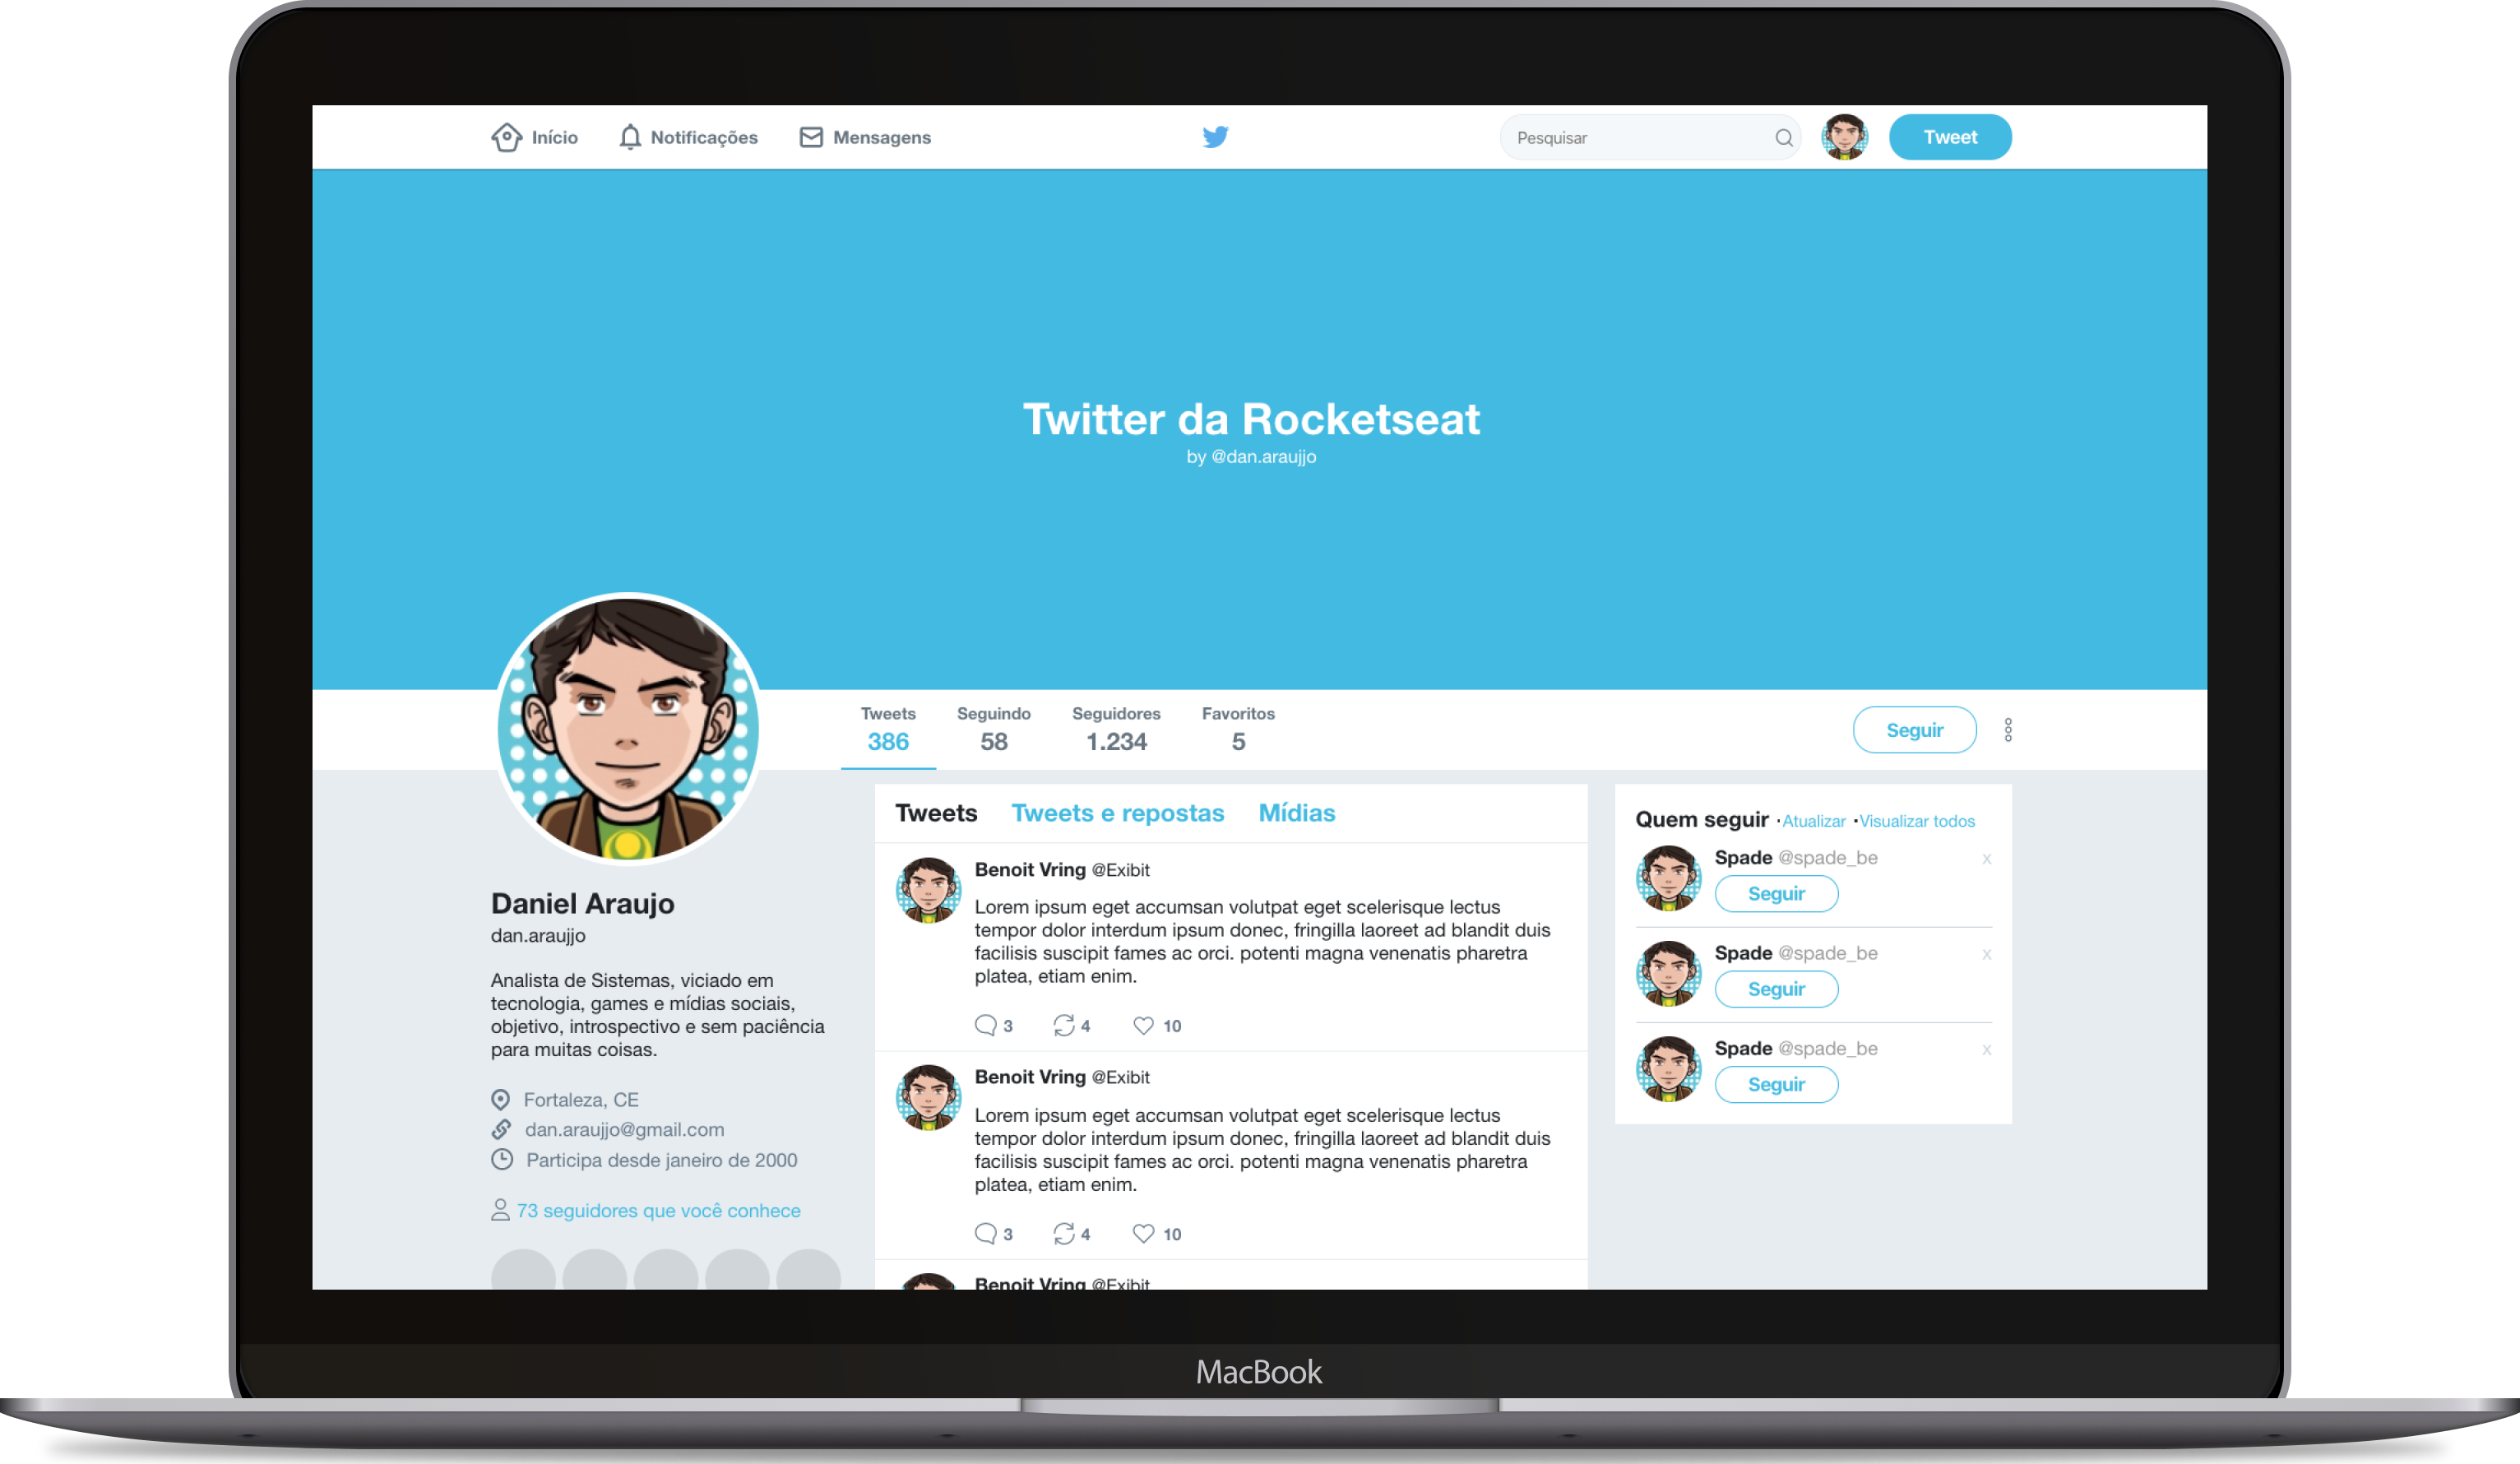 Início Notificações Mensagens Pesquisar Tweet
Twitter da Rocketseat
by @dan.araujjo
Tweets Seguindo Seguidores Favoritos
386 58 1.234 5
Seguir
Daniel Araujo
dan.araujjo
Analista de Sistemas, viciado em
tecnologia, games e mídias sociais,
objetivo, introspectivo e sem paciência
para muitas coisas.
Fortaleza, CE
dan.araujjo@gmail.com
Participa desde janeiro de 2000
73 seguidores que você conhece
Tweets Tweets e repostas Mídias
Benoit Vring @Exibit
Lorem ipsum eget accumsan volutpat eget scelerisque lectus
tempor dolor interdum ipsum donec, fringilla laoreet ad blandit duis
facilisis suscipit fames ac orci. potenti magna venenatis pharetra
platea, etiam enim.
3 4 10
Benoit Vring @Exibit
Lorem ipsum eget accumsan volutpat eget scelerisque lectus
tempor dolor interdum ipsum donec, fringilla laoreet ad blandit duis
facilisis suscipit fames ac orci. potenti magna venenatis pharetra
platea, etiam enim.
3 4 10
Benoit Vring @Exibit
Quem seguir ·Atualizar ·Visualizar todos
Spade @spade_be x
Seguir
Spade @spade_be x
Seguir
Spade @spade_be x
Seguir
MacBook